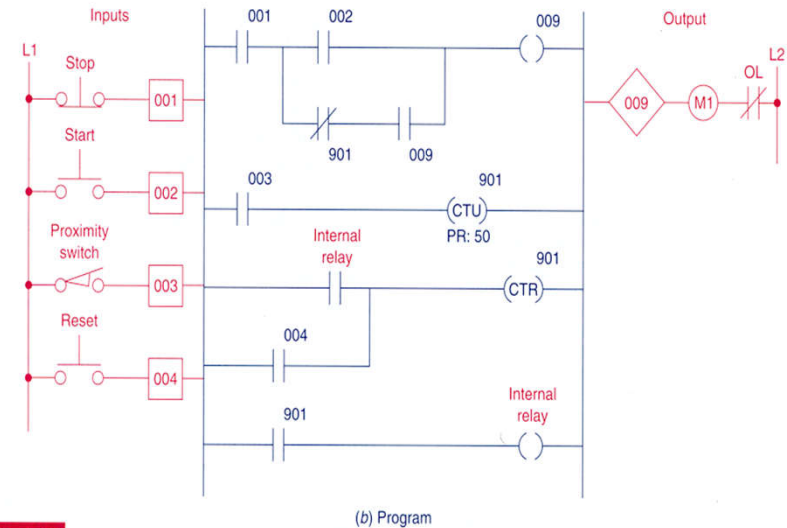 Inputs
001
002
009
Output
L1
L2
Stop
001
OL
009
M1
Start
901
009
002
003
901
CTU
PR: 50
Proximity
switch
Internal
relay
901
003
CTR
Reset
004
004
Internal
relay
901
(b) Program